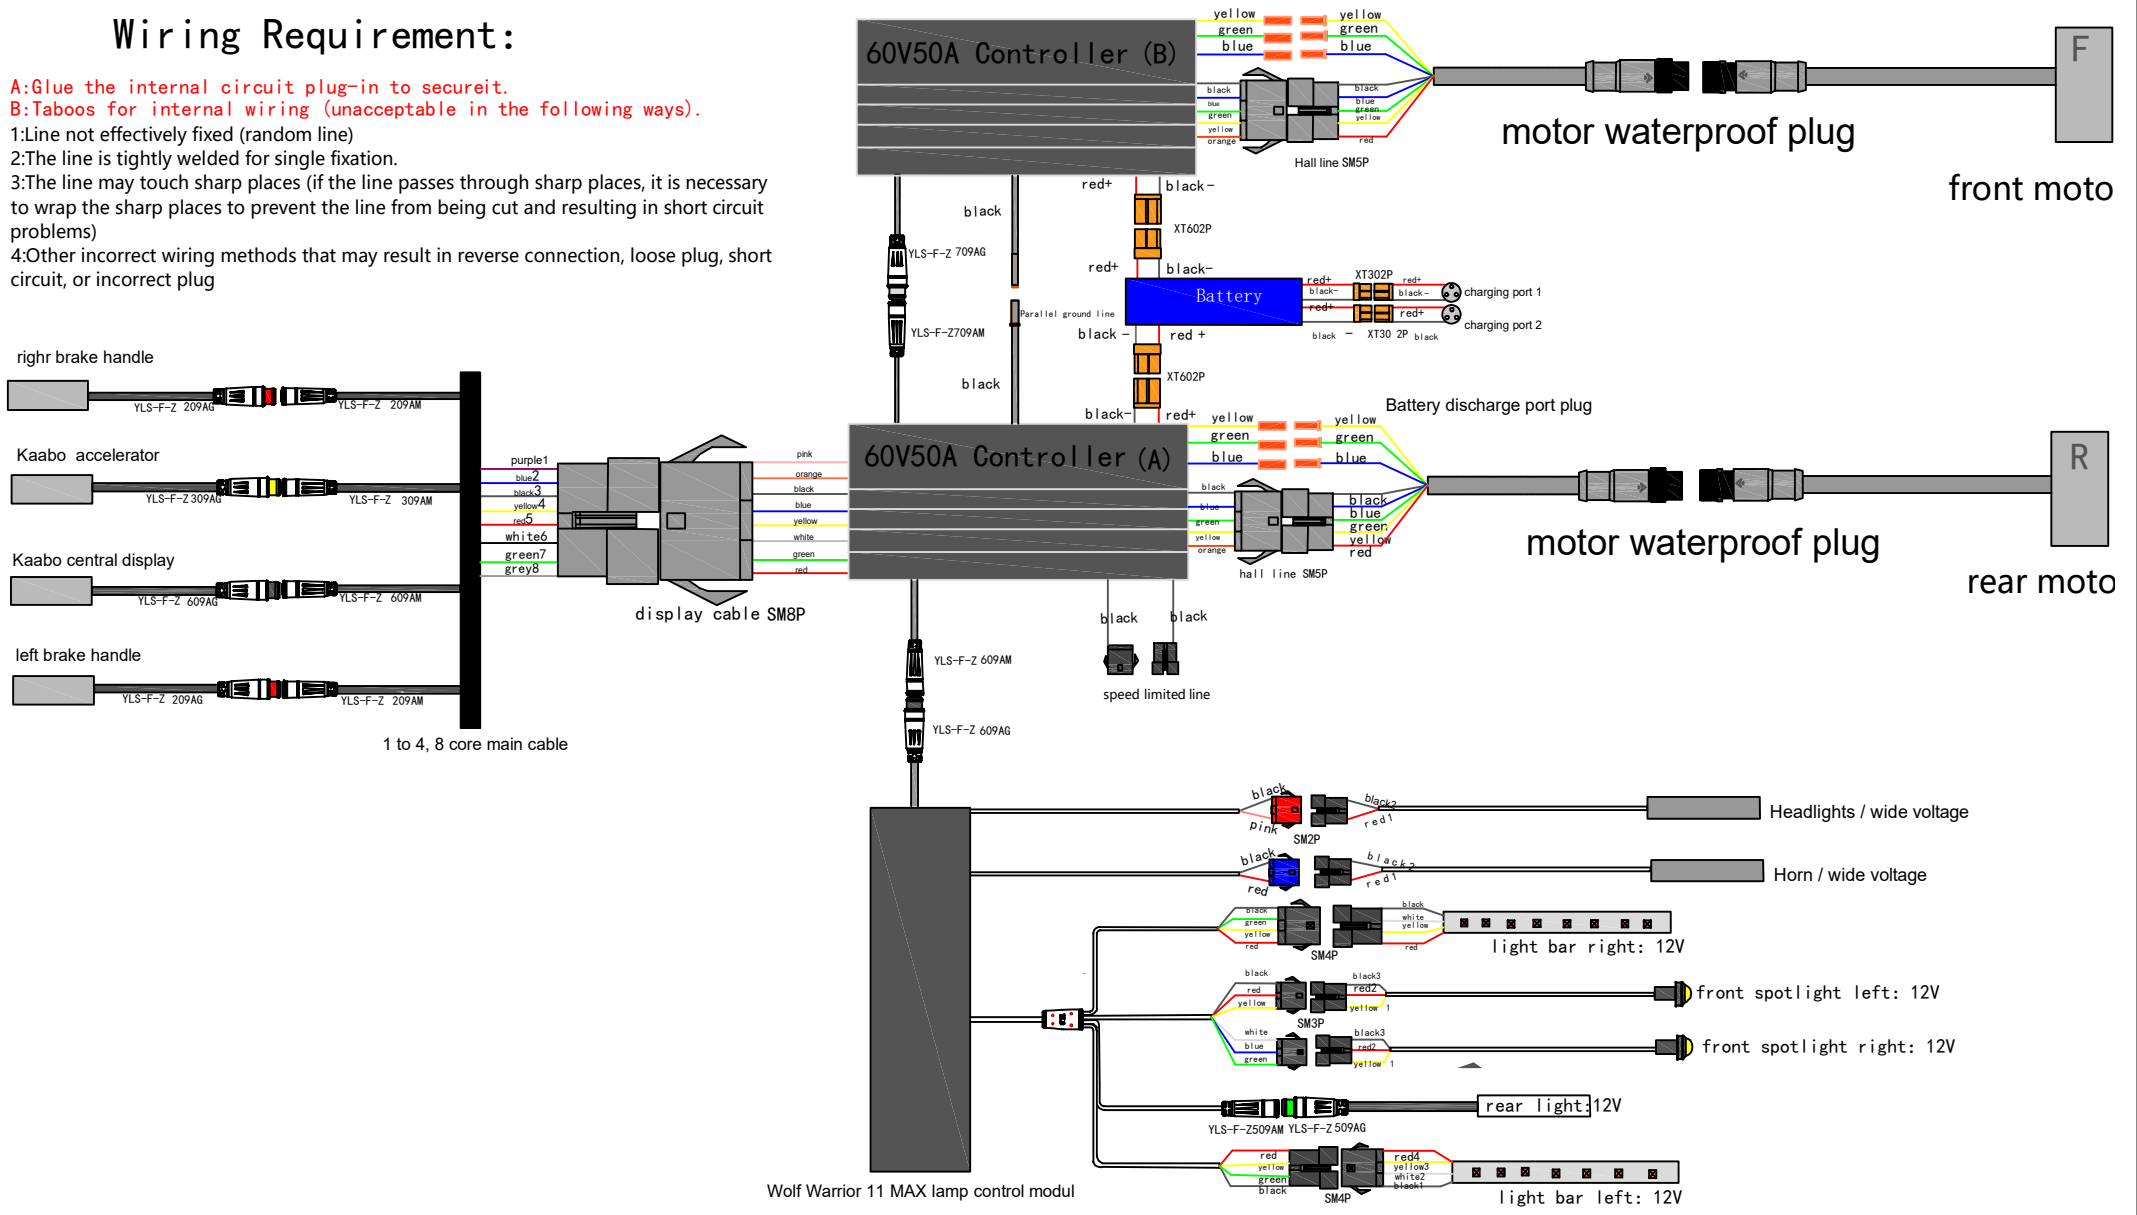 Wiring Requirement:
A:Glue the internal circuit plug-in to secureit.
B:Taboos for internal wiring (unacceptable in the following ways).
1:Line not effectively fixed (random line)
2:The line is tightly welded for single fixation.
3:The line may touch sharp places (if the line passes through sharp places, it is necessary
to wrap the sharp places to prevent the line from being cut and resulting in short circuit
problems)
4:Other incorrect wiring methods that may result in reverse connection, loose plug, short
circuit, or incorrect plug
60V50A Controller (B)
yellow
green
blue
yellow
green
blue
black
blue
green
yellow
orange
black
blue
green
yellow
red
Hall line SM5P
motor waterproof plug
F
front moto
red+
black-
XT602P
black
YLS-F-Z 709AG
red+
black-
Battery
red+
black-
red+
black -
XT302P
red+
black-
red+
XT30 2P
black
charging port 1
charging port 2
Parallel ground line
YLS-F-Z709AM
black -
red +
XT602P
black
black-
red+
Battery discharge port plug
60V50A Controller (A)
yellow
green
blue
yellow
green
blue
black
blue
green
yellow
orange
black
blue
green
yellow
red
hall line SM5P
motor waterproof plug
R
rear moto
righr brake handle
YLS-F-Z 209AG
YLS-F-Z 209AM
Kaabo accelerator
YLS-F-Z 309AG
YLS-F-Z 309AM
Kaabo central display
YLS-F-Z 609AG
YLS-F-Z 609AM
left brake handle
YLS-F-Z 209AG
YLS-F-Z 209AM
1 to 4, 8 core main cable
purple1
blue2
black3
yellow4
red5
white6
green7
grey8
pink
orange
black
blue
yellow
white
green
red
display cable SM8P
black
black
speed limited line
YLS-F-Z 609AM
YLS-F-Z 609AG
Wolf Warrior 11 MAX lamp control modul
black
pink
SM2P
black2
red1
Headlights / wide voltage
black
red
black2
red1
Horn / wide voltage
black
green
yellow
red
SM4P
black
white
yellow
red
light bar right: 12V
black
red
yellow
SM3P
black3
red2
yellow 1
front spotlight left: 12V
white
blue
green
black3
red2
yellow 1
front spotlight right: 12V
YLS-F-Z509AM
YLS-F-Z 509AG
rear light:12V
red
yellow
green
black
SM4P
red4
yellow3
white2
black1
light bar left: 12V